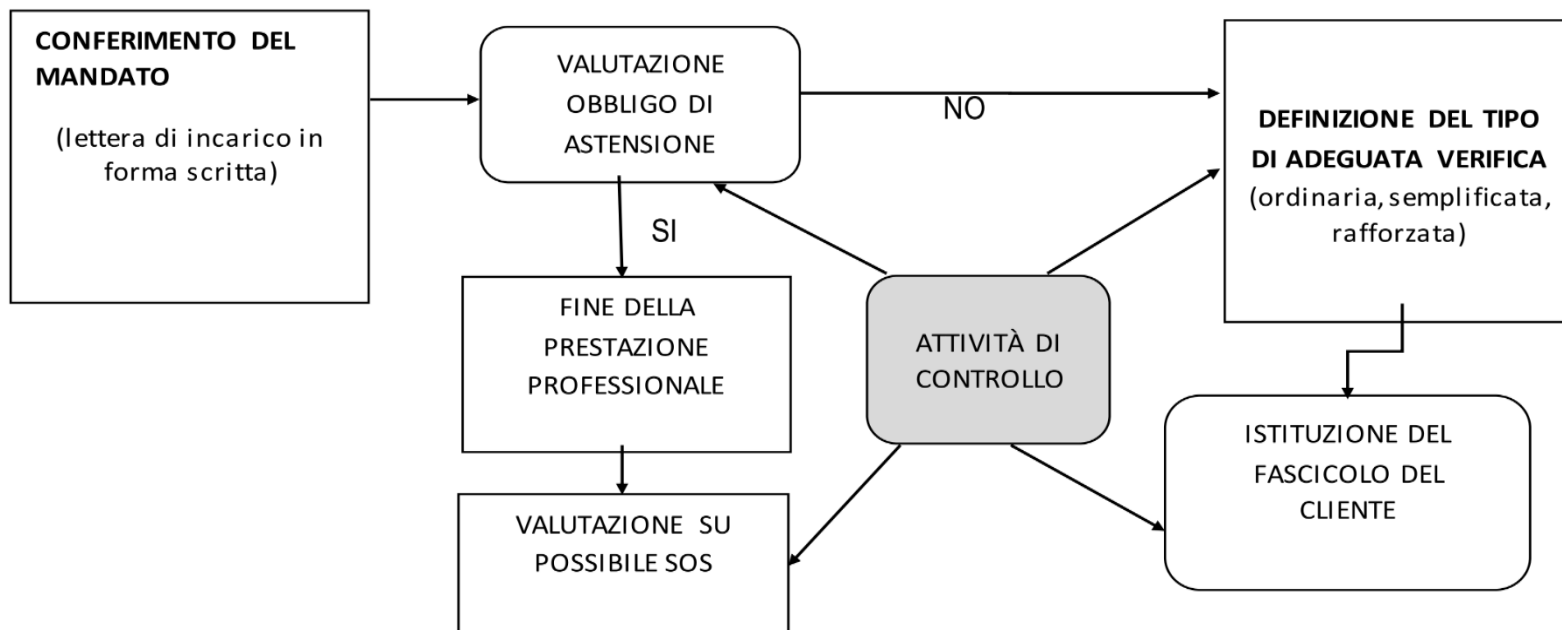 CONFERIMENTO DEL
MANDATO
(lettera di incarico in
forma scritta)
VALUTAZIONE
OBBLIGO DI
ASTENSIONE
NO
DEFINIZIONE DEL TIPO
DI ADEGUATA VERIFICA
(ordinaria, semplificata,
rafforzata)
SI
FINE DELLA
PRESTAZIONE
PROFESSIONALE
ATTIVITÀ DI
CONTROLLO
ISTITUZIONE DEL
FASCICOLO DEL
CLIENTE
VALUTAZIONE SU
POSSIBILE SOS